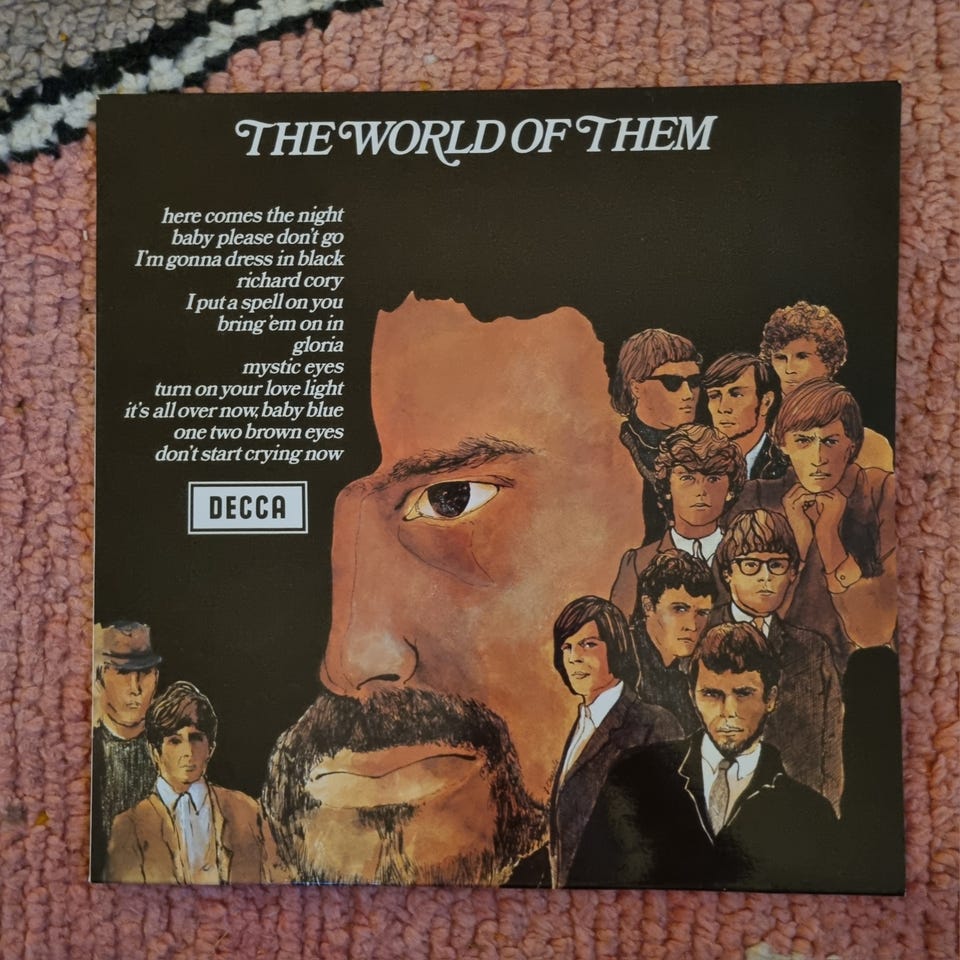 THE WORLD OF THEM
here comes the night
baby please don't go
I'm gonna dress in black
richard cory
I put a spell on you
bring 'em on in
gloria
mystic eyes
turn on your love light
it's all over now, baby blue
one two brown eyes
don't start crying now
DECCA